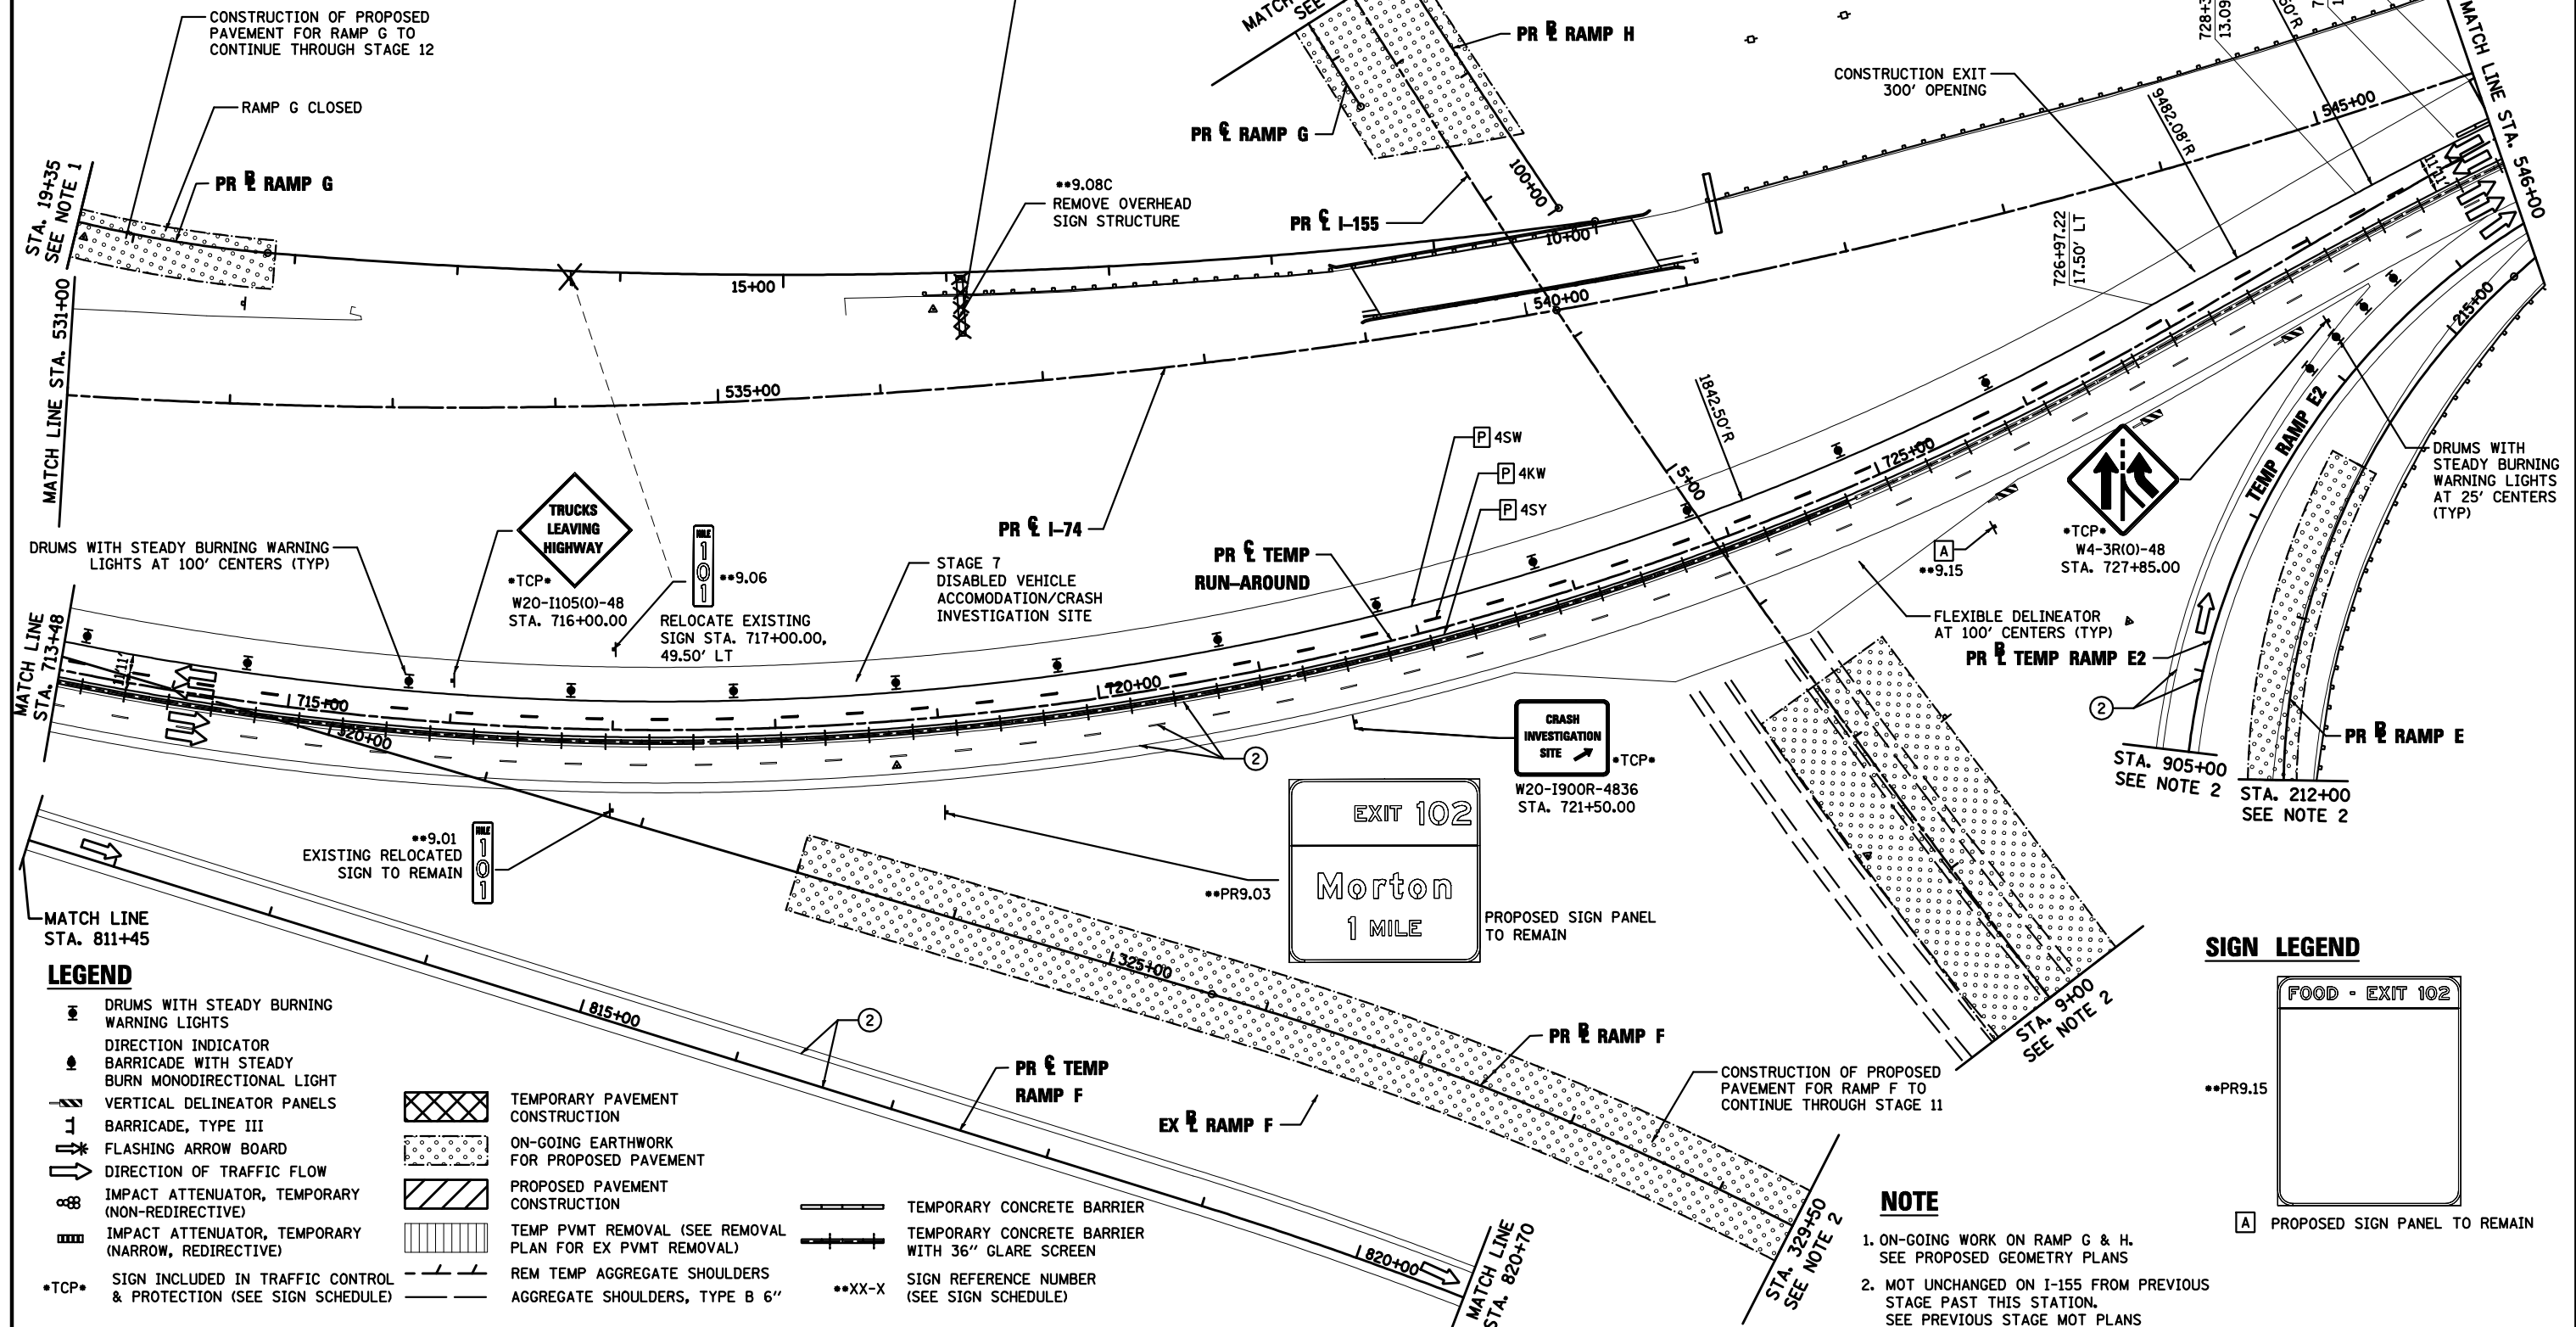 CONSTRUCTION OF PROPOSED
PAVEMENT FOR RAMP G TO
CONTINUE THROUGH STAGE 12
RAMP G CLOSED
STA. 19+35
SEE NOTE 1
PR ℄ RAMP G
MATCH LINE STA. 531+00
15+00
535+00
**9.08C
REMOVE OVERHEAD
SIGN STRUCTURE
SEE
PR ℄ RAMP H
PR ℄ RAMP G
PR ℄ I-155
100+00
10+00
540+00
545+00
CONSTRUCTION EXIT
300' OPENING
9482.08'R
726+97.22
17.50' LT
MATCH LINE STA. 546+00
11'
11'
215+00
1842.50'R
5+00
725+00
P 4SW
P 4KW
P 4SY
PR ℄ I-74
PR ℄ TEMP
RUN-AROUND
STAGE 7
DISABLED VEHICLE
ACCOMODATION/CRASH
INVESTIGATION SITE
TRUCKS
LEAVING
HIGHWAY
*TCP*
W20-I105(0)-48
STA. 716+00.00
MILE
1
0
1
**9.06
RELOCATE EXISTING
SIGN STA. 717+00.00,
49.50' LT
DRUMS WITH STEADY BURNING WARNING
LIGHTS AT 100' CENTERS (TYP)
MATCH LINE
STA. 713+48
11'
11'
715+00
320+00
720+00
2
A
**9.15
*TCP*
W4-3R(0)-48
STA. 727+85.00
TEMP RAMP E2
DRUMS WITH
STEADY BURNING
WARNING LIGHTS
AT 25' CENTERS
(TYP)
FLEXIBLE DELINEATOR
AT 100' CENTERS (TYP)
PR ℄ TEMP RAMP E2
2
PR ℄ RAMP E
STA. 905+00
SEE NOTE 2
STA. 212+00
SEE NOTE 2
CRASH
INVESTIGATION
SITE
*TCP*
W20-I900R-4836
STA. 721+50.00
**9.01
EXISTING RELOCATED
SIGN TO REMAIN
MILE
1
0
1
EXIT 102
Morton
1 MILE
**PR9.03
PROPOSED SIGN PANEL
TO REMAIN
MATCH LINE
STA. 811+45
815+00
2
325+00
PR ℄ TEMP
RAMP F
PR ℄ RAMP F
EX ℄ RAMP F
CONSTRUCTION OF PROPOSED
PAVEMENT FOR RAMP F TO
CONTINUE THROUGH STAGE 11
STA. 9+00
SEE NOTE 2
820+00
MATCH LINE
STA. 820+70
STA. 329+50
SEE NOTE 2
LEGEND
DRUMS WITH STEADY BURNING
WARNING LIGHTS
DIRECTION INDICATOR
BARRICADE WITH STEADY
BURN MONODIRECTIONAL LIGHT
VERTICAL DELINEATOR PANELS
BARRICADE, TYPE III
FLASHING ARROW BOARD
DIRECTION OF TRAFFIC FLOW
IMPACT ATTENUATOR, TEMPORARY
(NON-REDIRECTIVE)
IMPACT ATTENUATOR, TEMPORARY
(NARROW, REDIRECTIVE)
*TCP* SIGN INCLUDED IN TRAFFIC CONTROL
& PROTECTION (SEE SIGN SCHEDULE)
TEMPORARY PAVEMENT
CONSTRUCTION
ON-GOING EARTHWORK
FOR PROPOSED PAVEMENT
PROPOSED PAVEMENT
CONSTRUCTION
TEMP PVMT REMOVAL (SEE REMOVAL
PLAN FOR EX PVMT REMOVAL)
REM TEMP AGGREGATE SHOULDERS
AGGREGATE SHOULDERS, TYPE B 6"
TEMPORARY CONCRETE BARRIER
TEMPORARY CONCRETE BARRIER
WITH 36" GLARE SCREEN
**XX-X SIGN REFERENCE NUMBER
(SEE SIGN SCHEDULE)
SIGN LEGEND
FOOD - EXIT 102
**PR9.15
A PROPOSED SIGN PANEL TO REMAIN
NOTE
1. ON-GOING WORK ON RAMP G & H.
SEE PROPOSED GEOMETRY PLANS
2. MOT UNCHANGED ON I-155 FROM PREVIOUS
STAGE PAST THIS STATION.
SEE PREVIOUS STAGE MOT PLANS